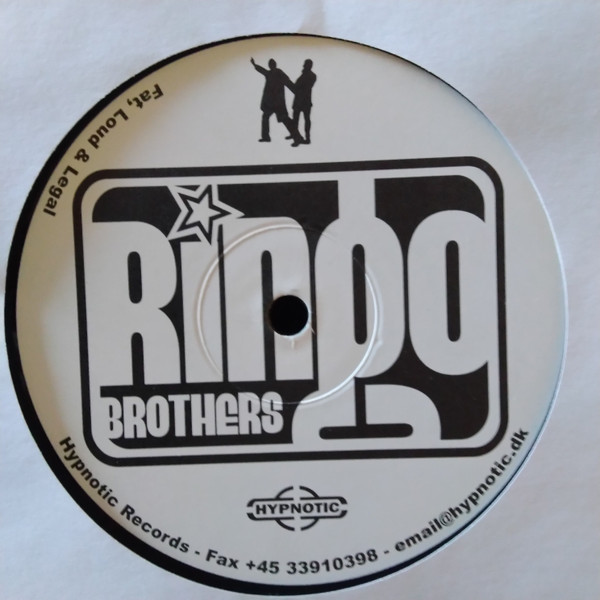 Fat, Loud & Legal
Ringo
BROTHERS
HYPNOTIC
Hypnotic Records - Fax +45 33910398 - email@hypnotic.dk